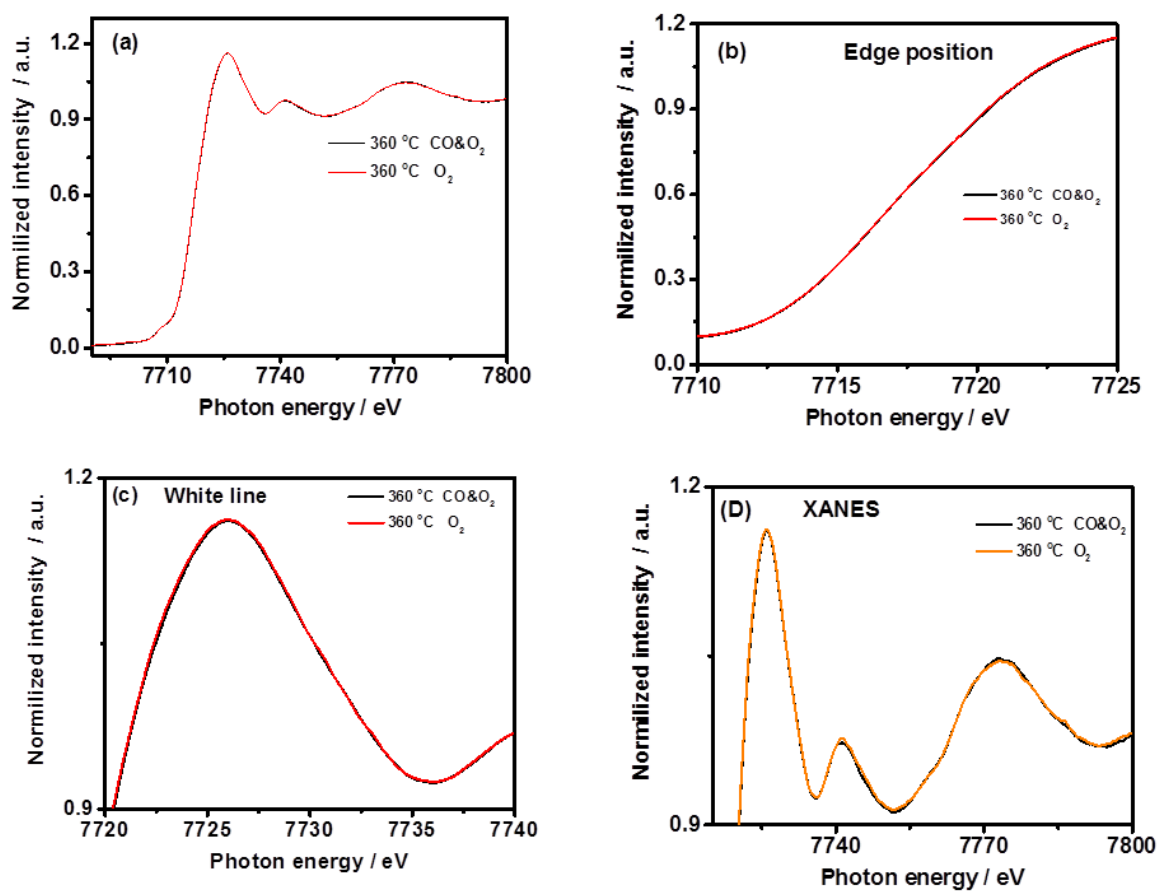 (a)
1.2
0.9
0.6
0.3
0.0
Normilized intensity / a.u.
360 °C CO&O₂
360 °C O₂
7710 7740 7770 7800
Photon energy / eV
(b)
Edge position
1.2
0.9
0.6
0.3
0.0
Normilized intensity / a.u.
360 °C CO&O₂
360 °C O₂
7710 7715 7720 7725
Photon energy / eV
(c)
White line
1.2
0.9
Normilized intensity / a.u.
360 °C CO&O₂
360 °C O₂
7720 7725 7730 7735 7740
Photon energy / eV
(D)
XANES
1.2
0.9
Normilized intensity / a.u.
360 °C CO&O₂
360 °C O₂
7740 7770 7800
Photon energy / eV